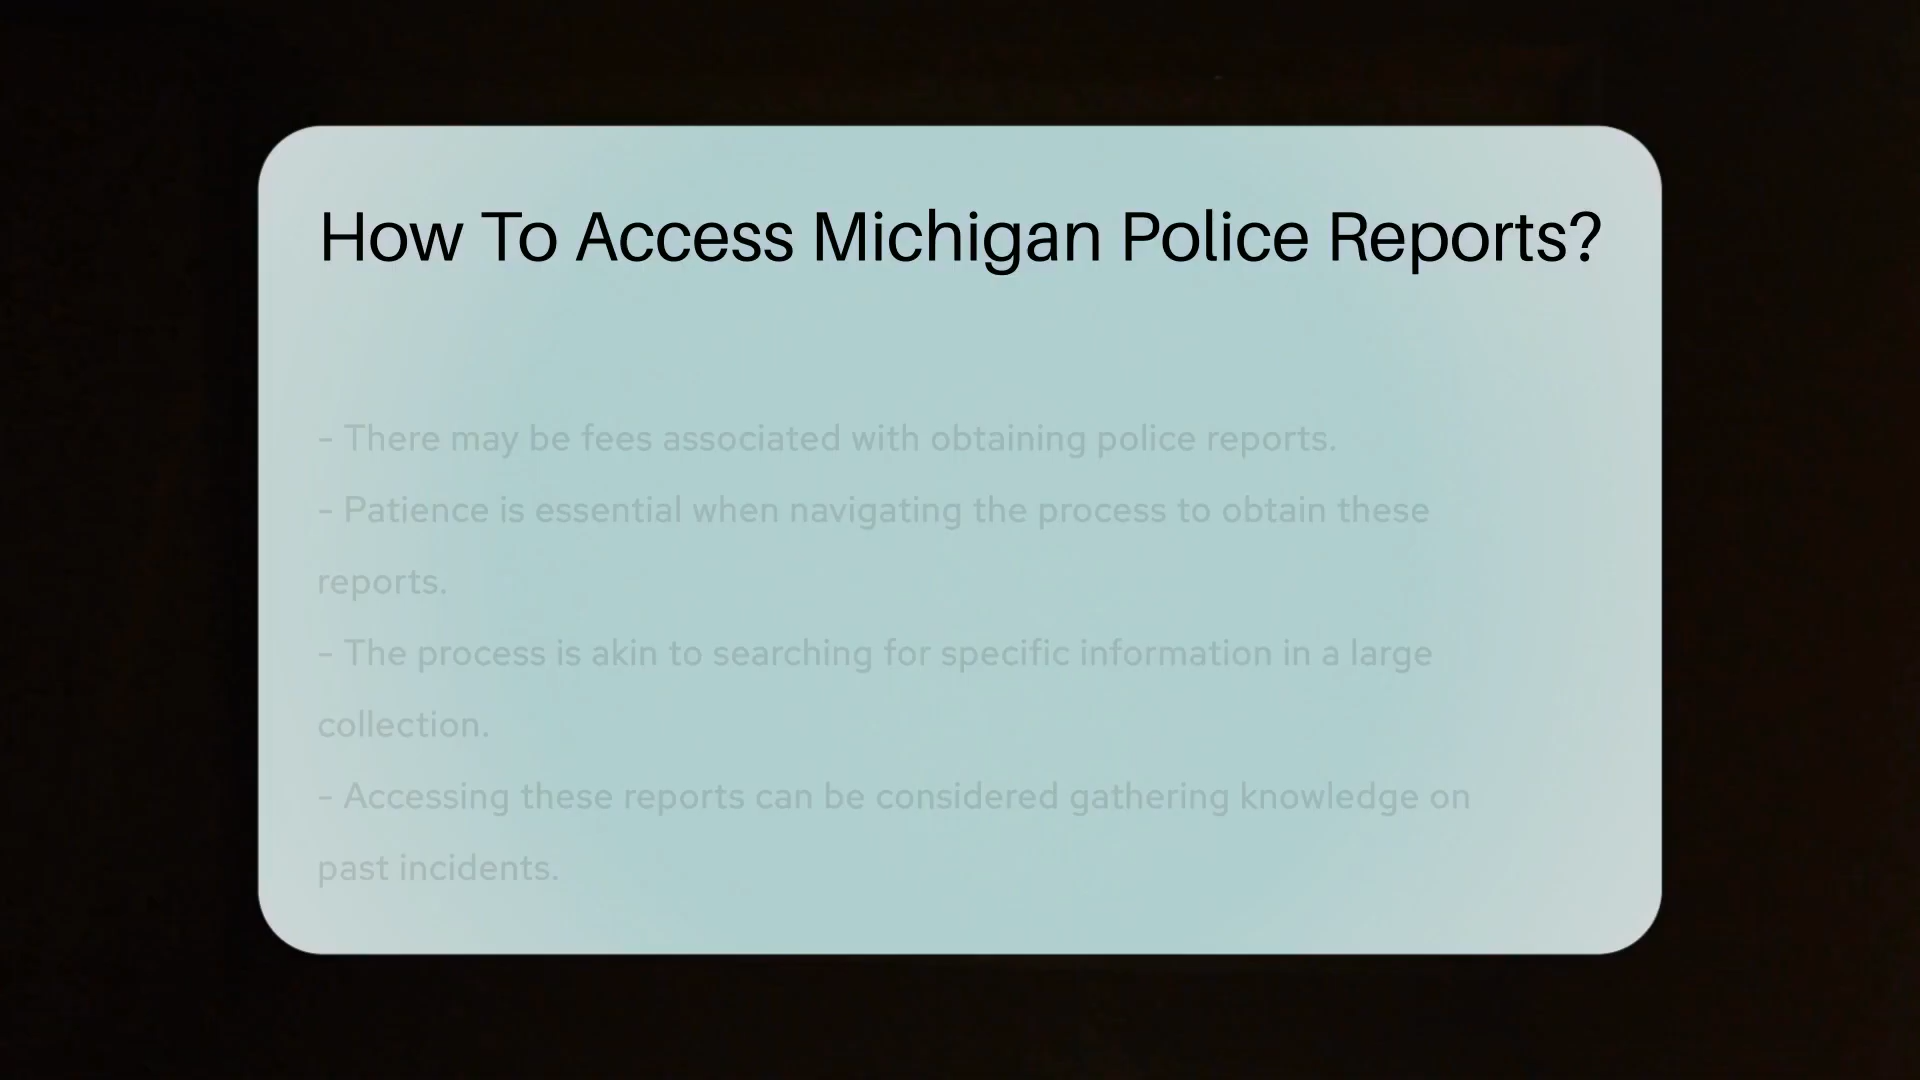 How To Access Michigan Police Reports?
- There may be fees associated with obtaining police reports.
- Patience is essential when navigating the process to obtain these
reports.
- The process is akin to searching for specific information in a large
collection.
- Accessing these reports can be considered gathering knowledge on
past incidents.